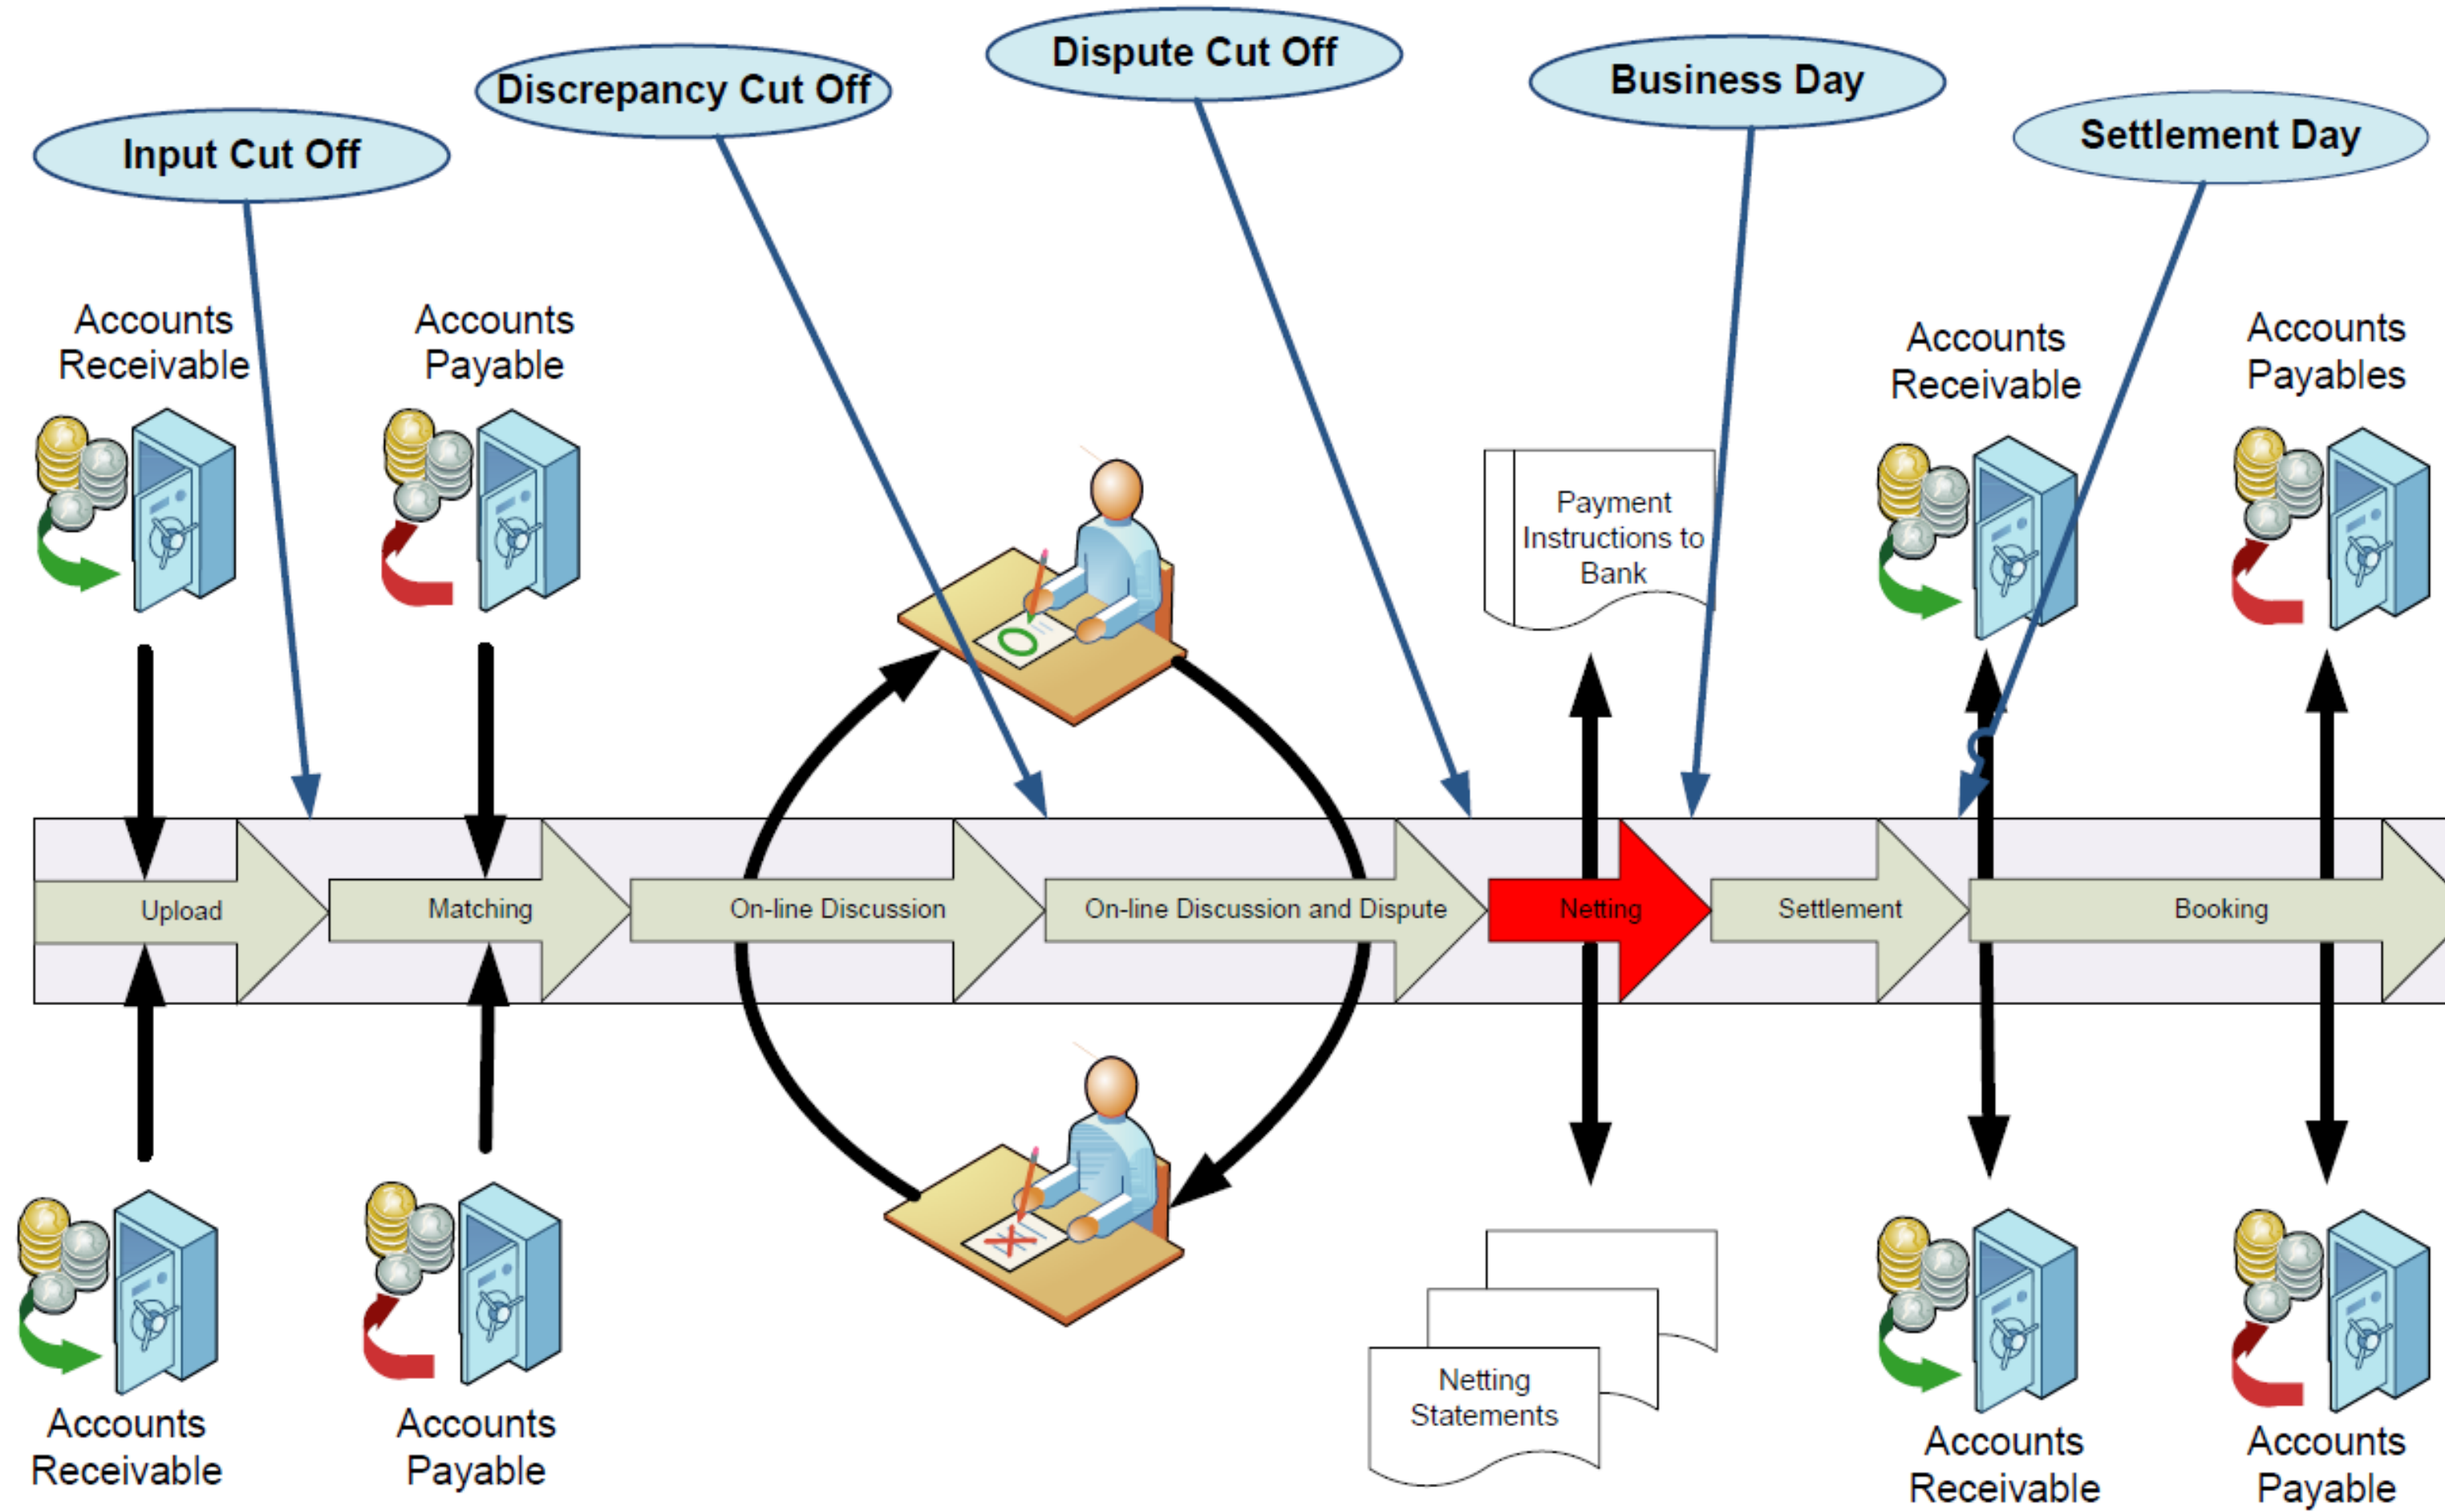 Input Cut Off
Discrepancy Cut Off
Dispute Cut Off
Business Day
Settlement Day
Accounts
Receivable
Accounts
Payable
Payment
Instructions to
Bank
Accounts
Receivable
Accounts
Payables
Upload
Matching
On-line Discussion
On-line Discussion and Dispute
Netting
Settlement
Booking
Accounts
Receivable
Accounts
Payable
Netting
Statements
Accounts
Receivable
Accounts
Payable